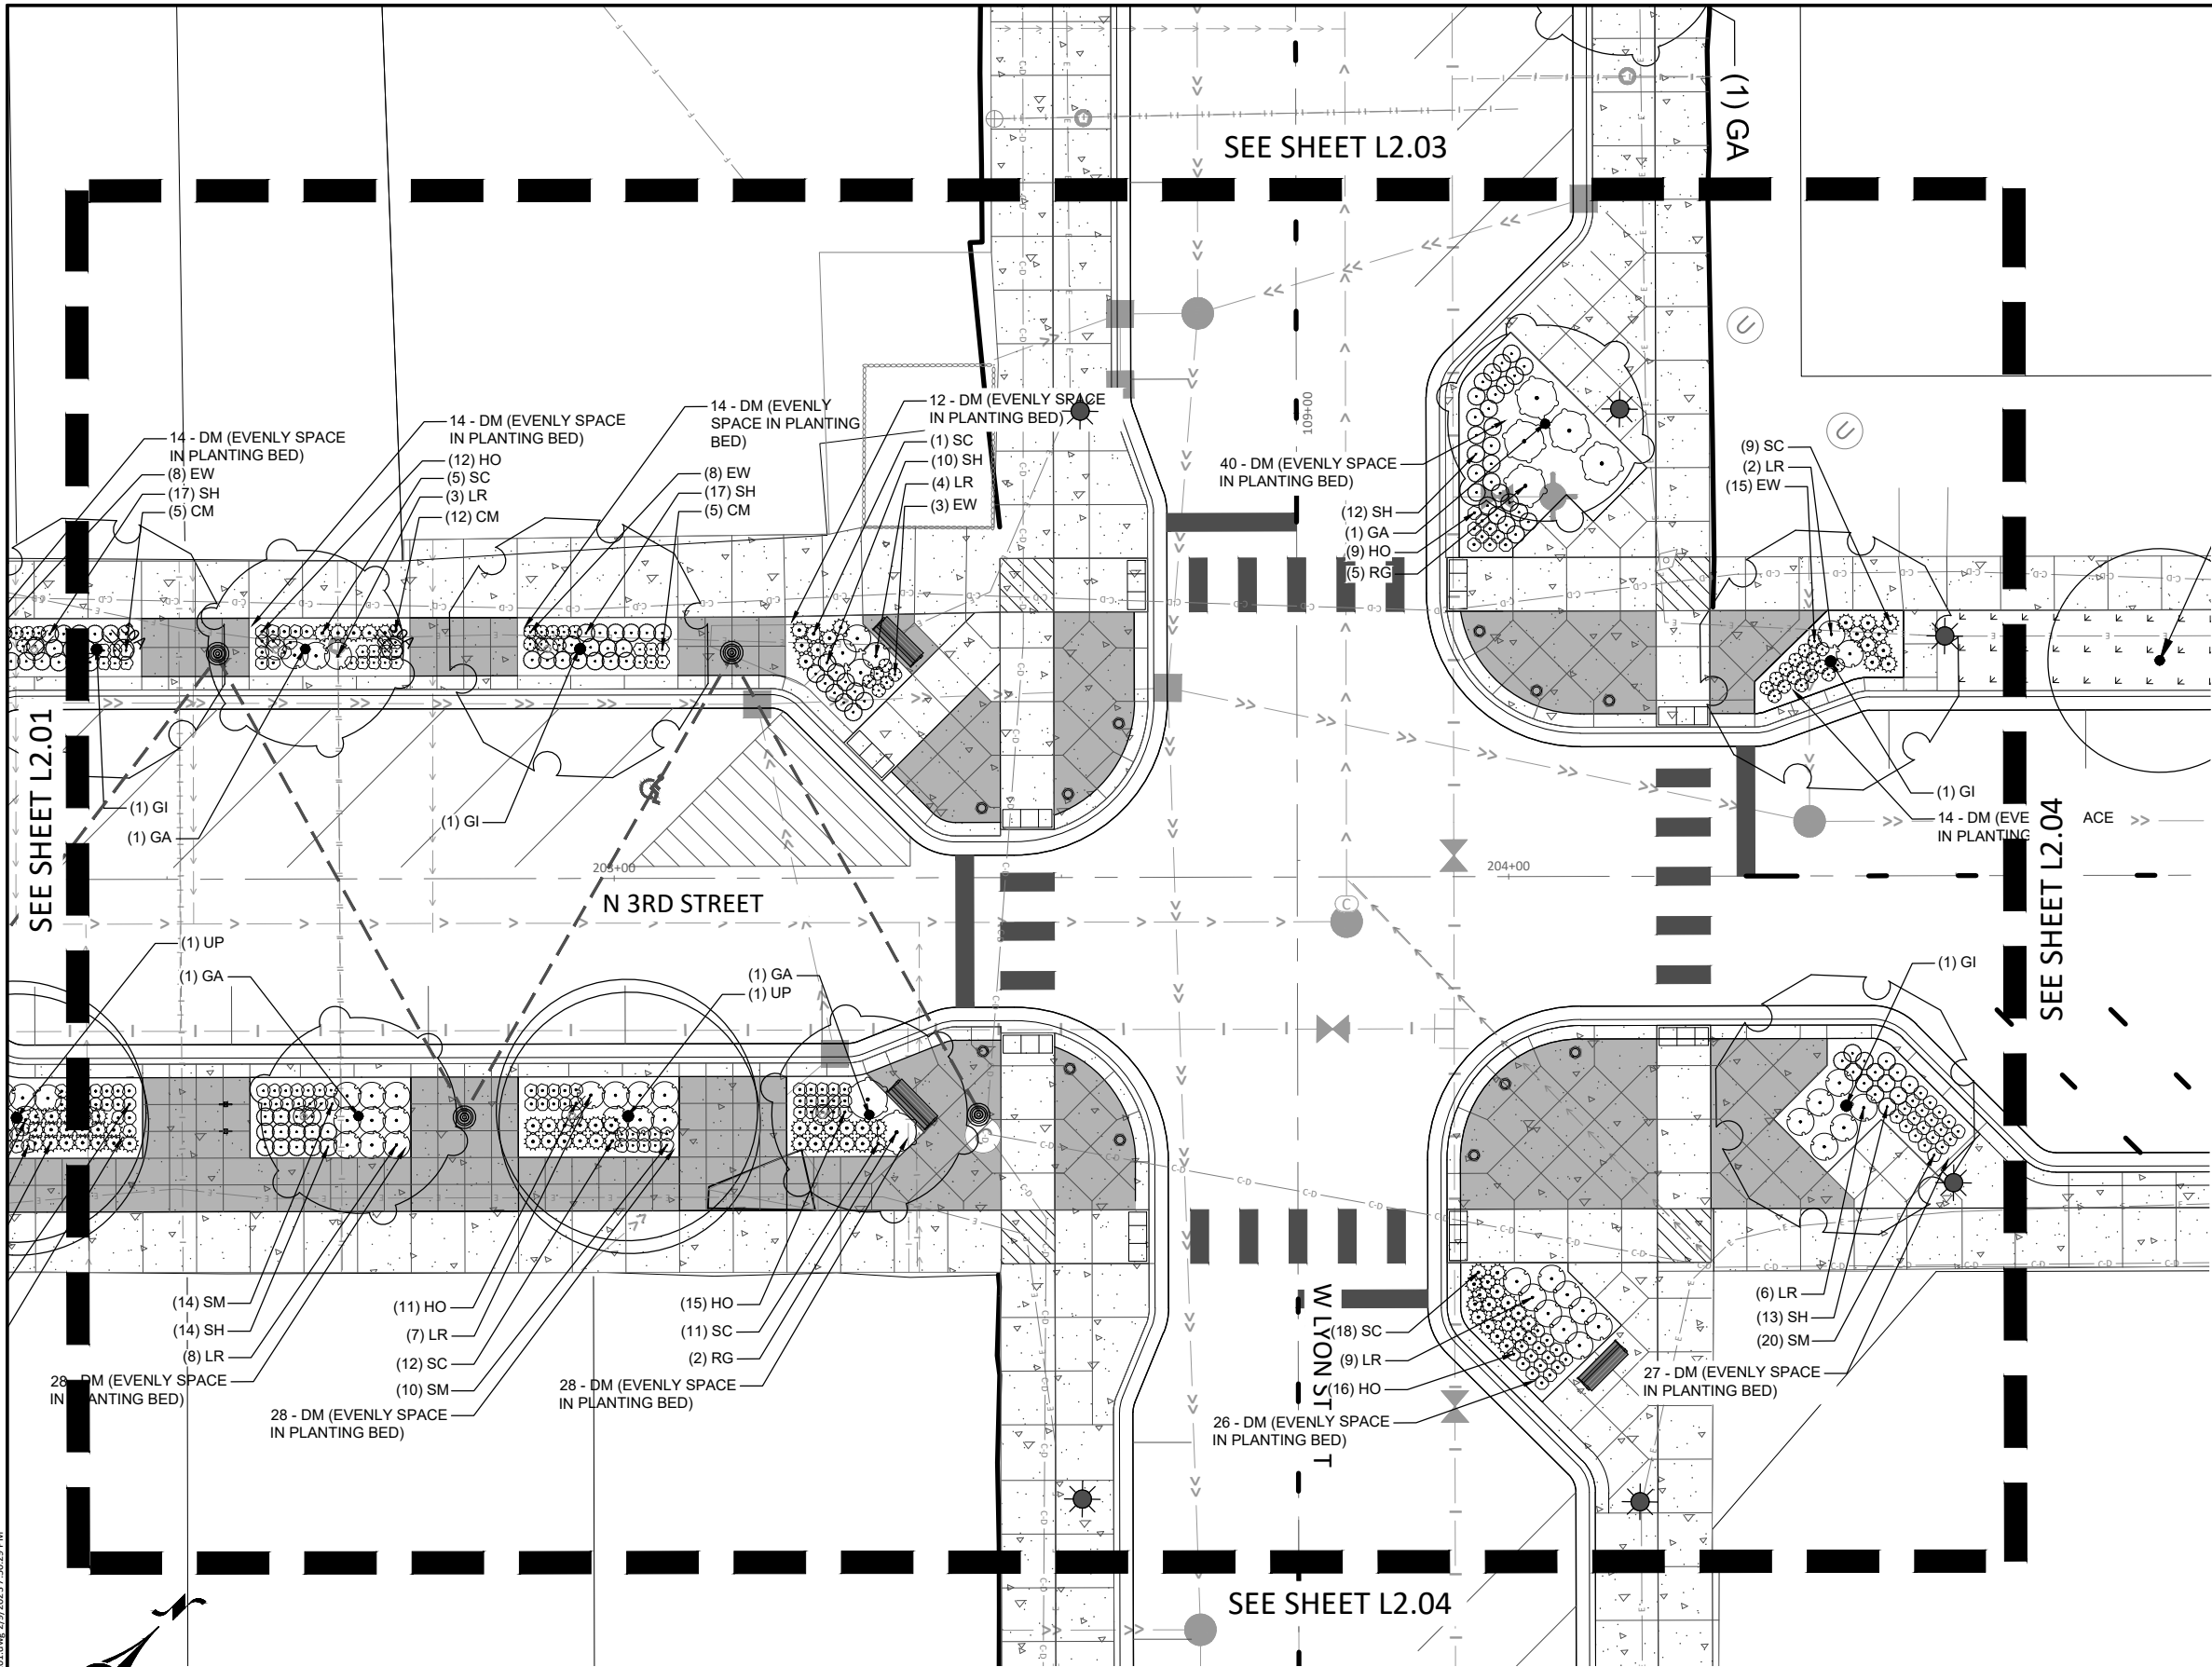 (1) GA
SEE SHEET L2.03
14 - DM (EVENLY SPACE
IN PLANTING BED)
(8) EW
(17) SH
(5) CM
14 - DM (EVENLY SPACE
IN PLANTING BED)
(12) HO
(5) SC
(3) LR
(12) CM
14 - DM (EVENLY
SPACE IN PLANTING
BED)
(8) EW
(17) SH
(5) CM
12 - DM (EVENLY SPACE
IN PLANTING BED)
(1) SC
(10) SH
(4) LR
(3) EW
109+00
40 - DM (EVENLY SPACE
IN PLANTING BED)
(12) SH
(1) GA
(9) HO
(5) RG
(9) SC
(2) LR
(15) EW
U
U
SEE SHEET L2.01
(1) GI
(1) GA
(1) GI
203+00
N 3RD STREET
204+00
C
(1) GI
14 - DM (EVE ACE
IN PLANTING
SEE SHEET L2.04
(1) UP
(1) GA
(1) GA
(1) UP
(1) GI
(14) SM
(14) SH
(8) LR
28 - DM (EVENLY SPACE
IN PLANTING BED)
(11) HO
(7) LR
(12) SC
(10) SM
28 - DM (EVENLY SPACE
IN PLANTING BED)
(15) HO
(11) SC
(2) RG
28 - DM (EVENLY SPACE
IN PLANTING BED)
W LYON ST T
(18) SC
(9) LR
(16) HO
26 - DM (EVENLY SPACE
IN PLANTING BED)
(6) LR
(13) SH
(20) SM
27 - DM (EVENLY SPACE
IN PLANTING BED)
SEE SHEET L2.04
N